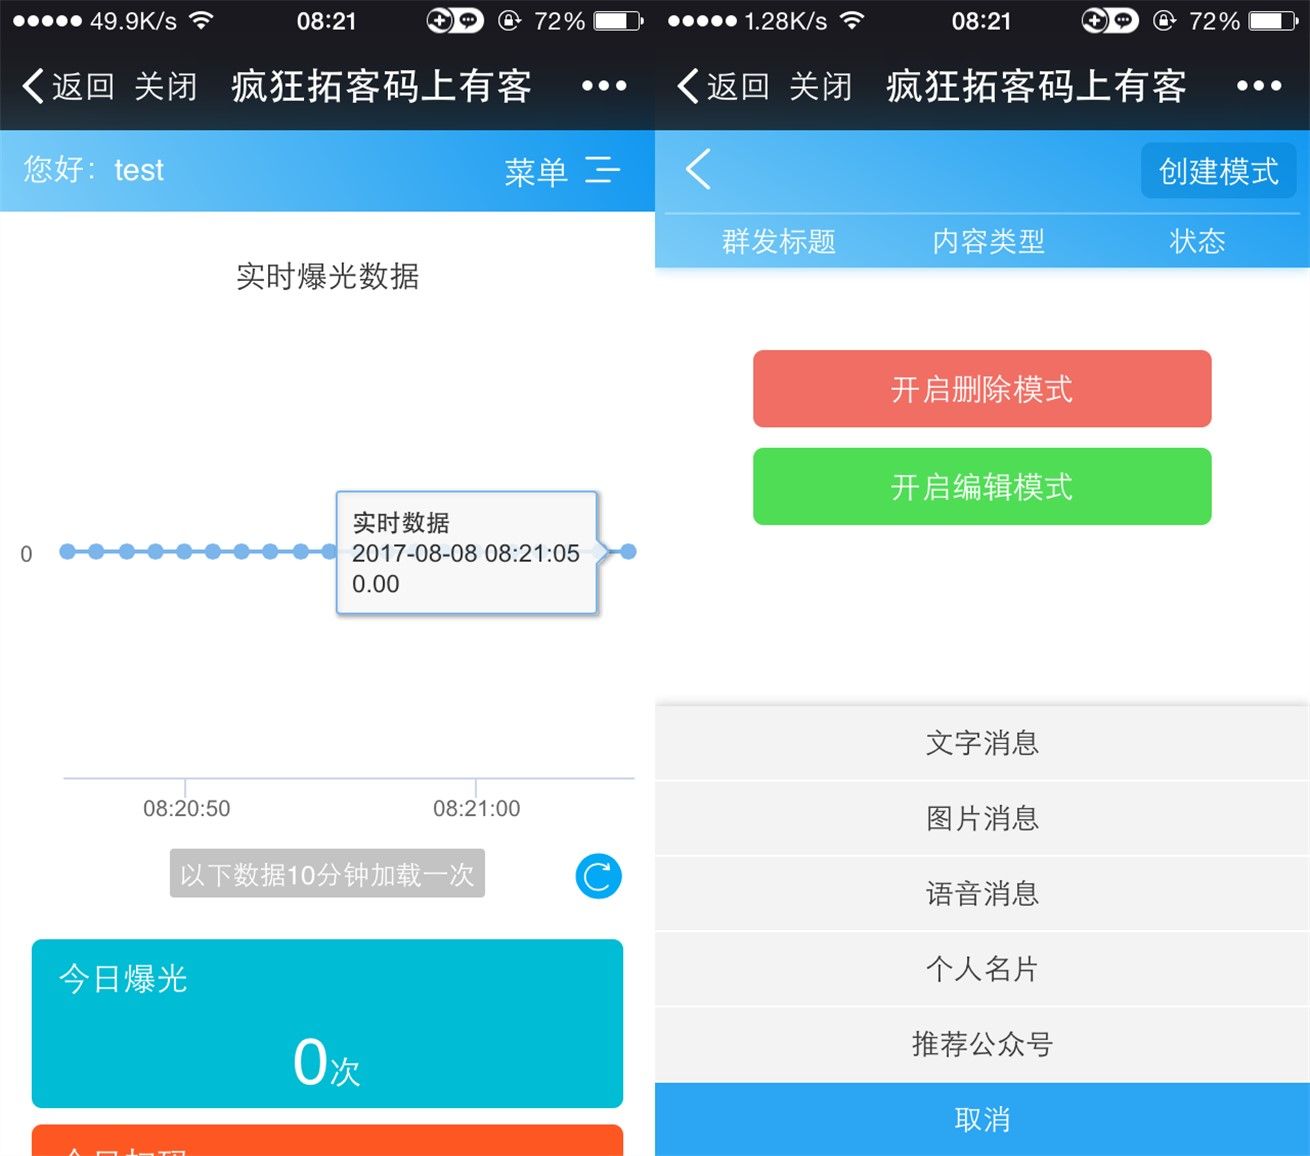 49.9K/s 08:21 72%
返回 关闭 疯狂拓客码上有客
您好：test 菜单
实时爆光数据
实时数据
2017-08-08 08:21:05
0.00
0
08:20:50 08:21:00
以下数据10分钟加载一次
今日爆光
0次
今日扫码
1.28K/s 08:21 72%
返回 关闭 疯狂拓客码上有客
创建模式
群发标题 内容类型 状态
开启删除模式
开启编辑模式
文字消息
图片消息
语音消息
个人名片
推荐公众号
取消